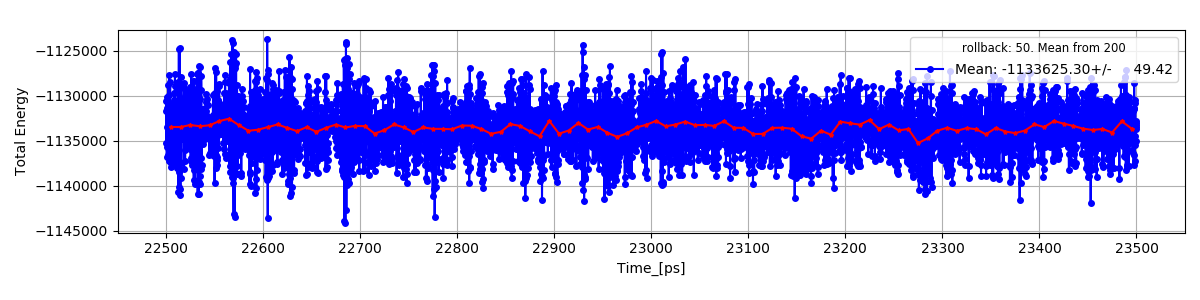 rollback: 50. Mean from 200
Mean: -1133625.30+/- 49.42
Total Energy
−1125000
−1130000
−1135000
−1140000
−1145000
22500 22600 22700 22800 22900 23000 23100 23200 23300 23400 23500
Time_[ps]